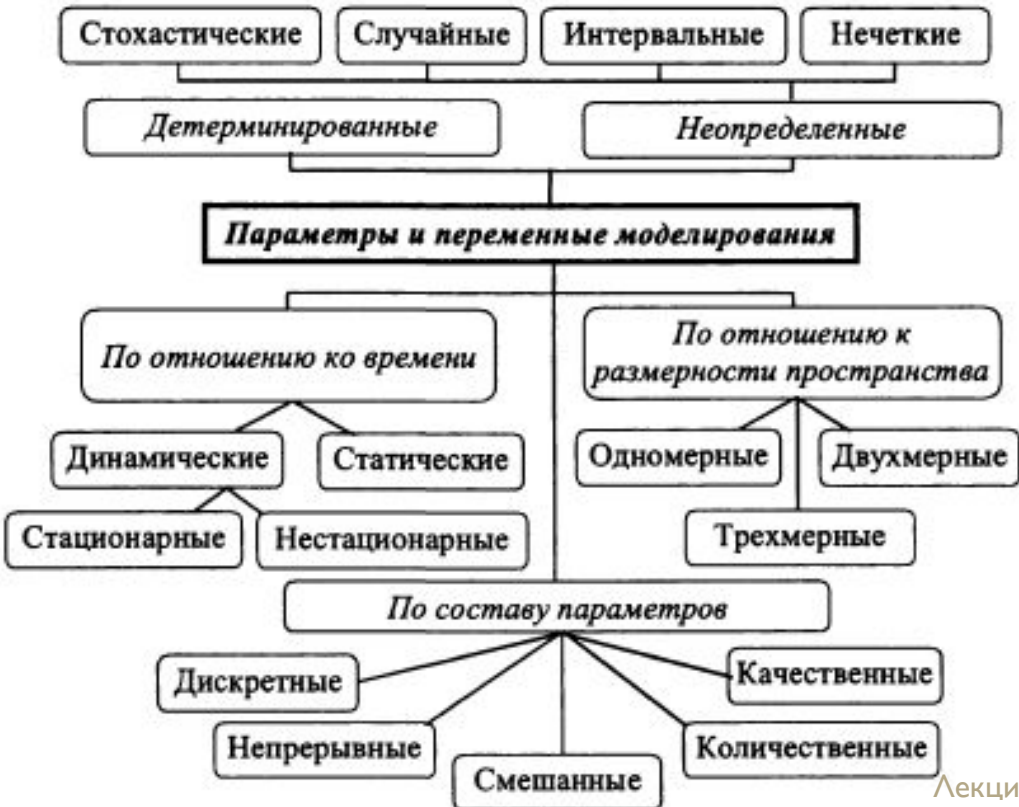 Стохастические
Случайные
Интервальные
Нечеткие
Детерминированные
Неопределенные
Параметры и переменные моделирования
По отношению ко времени
По отношению к
размерности пространства
Динамические
Статические
Одномерные
Двухмерные
Стационарные
Нестационарные
Трехмерные
По составу параметров
Дискретные
Качественные
Непрерывные
Количественные
Смешанные
Лекци